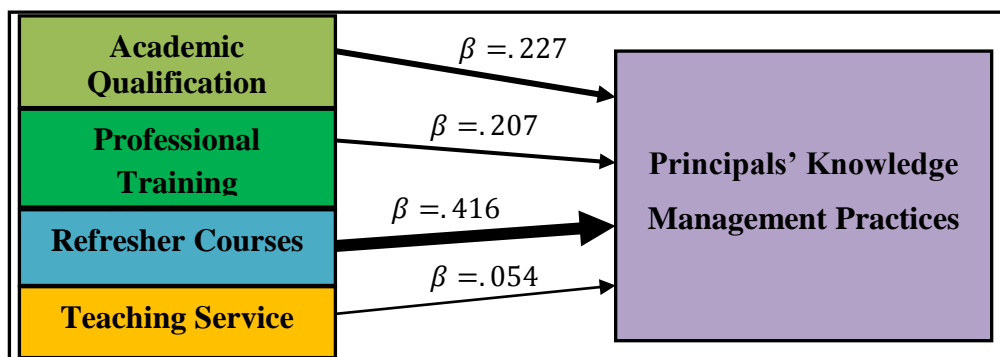 Academic
Qualification
𝛽 =. 227
Professional
Training
𝛽 =. 207
Refresher Courses
𝛽 =. 416
Teaching Service
𝛽 =. 054
Principals’ Knowledge
Management Practices